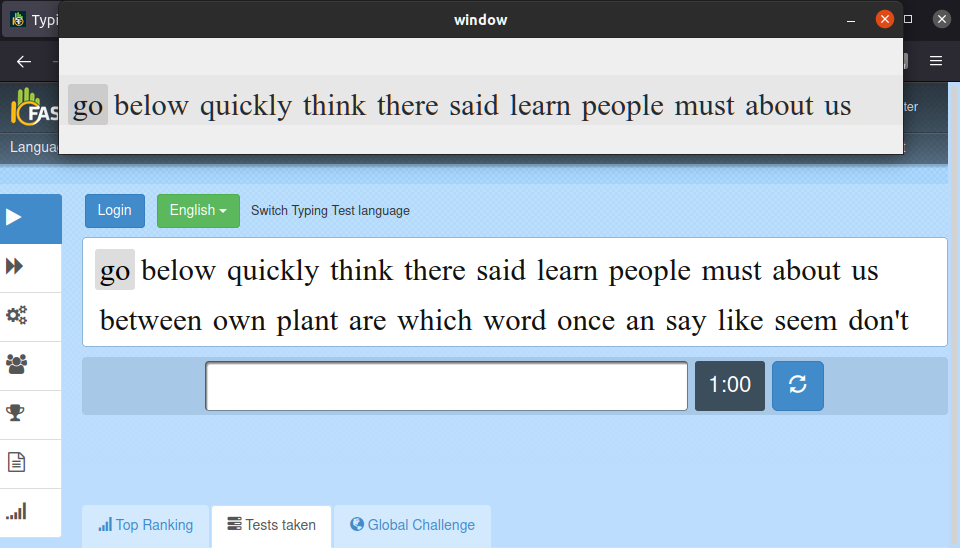 Typi
window
go below quickly think there said learn people must about us
FAS
Langua
Login
English
Switch Typing Test language
go below quickly think there said learn people must about us
between own plant are which word once an say like seem don't
1:00
Top Ranking
Tests taken
Global Challenge